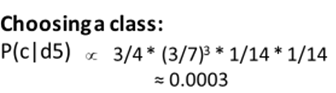 Choosing a class:
P(c|d5) ∝ 3/4 * (3/7)³ * 1/14 * 1/14
≈ 0.0003